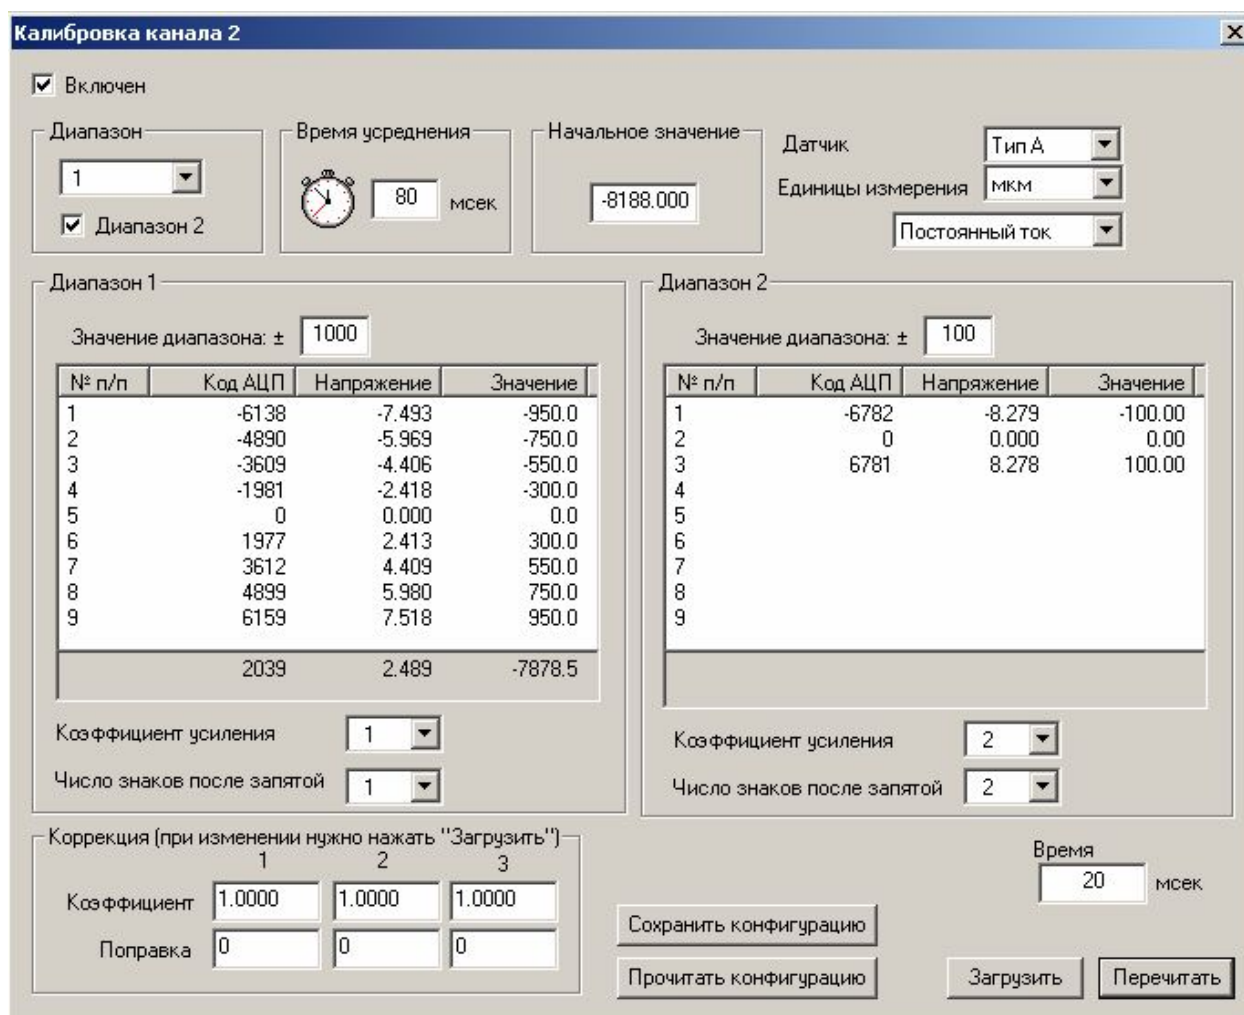 Калибровка канала 2
Включен
Диапазон
1
Диапазон 2
Время усреднения
80 мсек
Начальное значение
-8188.000
Датчик Тип А
Единицы измерения мкм
Постоянный ток
Диапазон 1
Значение диапазона: ± 1000
№ п/п Код АЦП Напряжение Значение
1 -6138 -7.493 -950.0
2 -4890 -5.969 -750.0
3 -3609 -4.406 -550.0
4 -1981 -2.418 -300.0
5 0 0.000 0.0
6 1977 2.413 300.0
7 3612 4.409 550.0
8 4899 5.980 750.0
9 6159 7.518 950.0
2039 2.489 -7878.5
Коэффициент усиления 1
Число знаков после запятой 1
Диапазон 2
Значение диапазона: ± 100
№ п/п Код АЦП Напряжение Значение
1 -6782 -8.279 -100.00
2 0 0.000 0.00
3 6781 8.278 100.00
4
5
6
7
8
9
Коэффициент усиления 2
Число знаков после запятой 2
Коррекция (при изменении нужно нажать "Загрузить")
1 2 3
Коэффициент 1.0000 1.0000 1.0000
Поправка 0 0 0
Сохранить конфигурацию
Прочитать конфигурацию
Время
20 мсек
Загрузить Перечитать